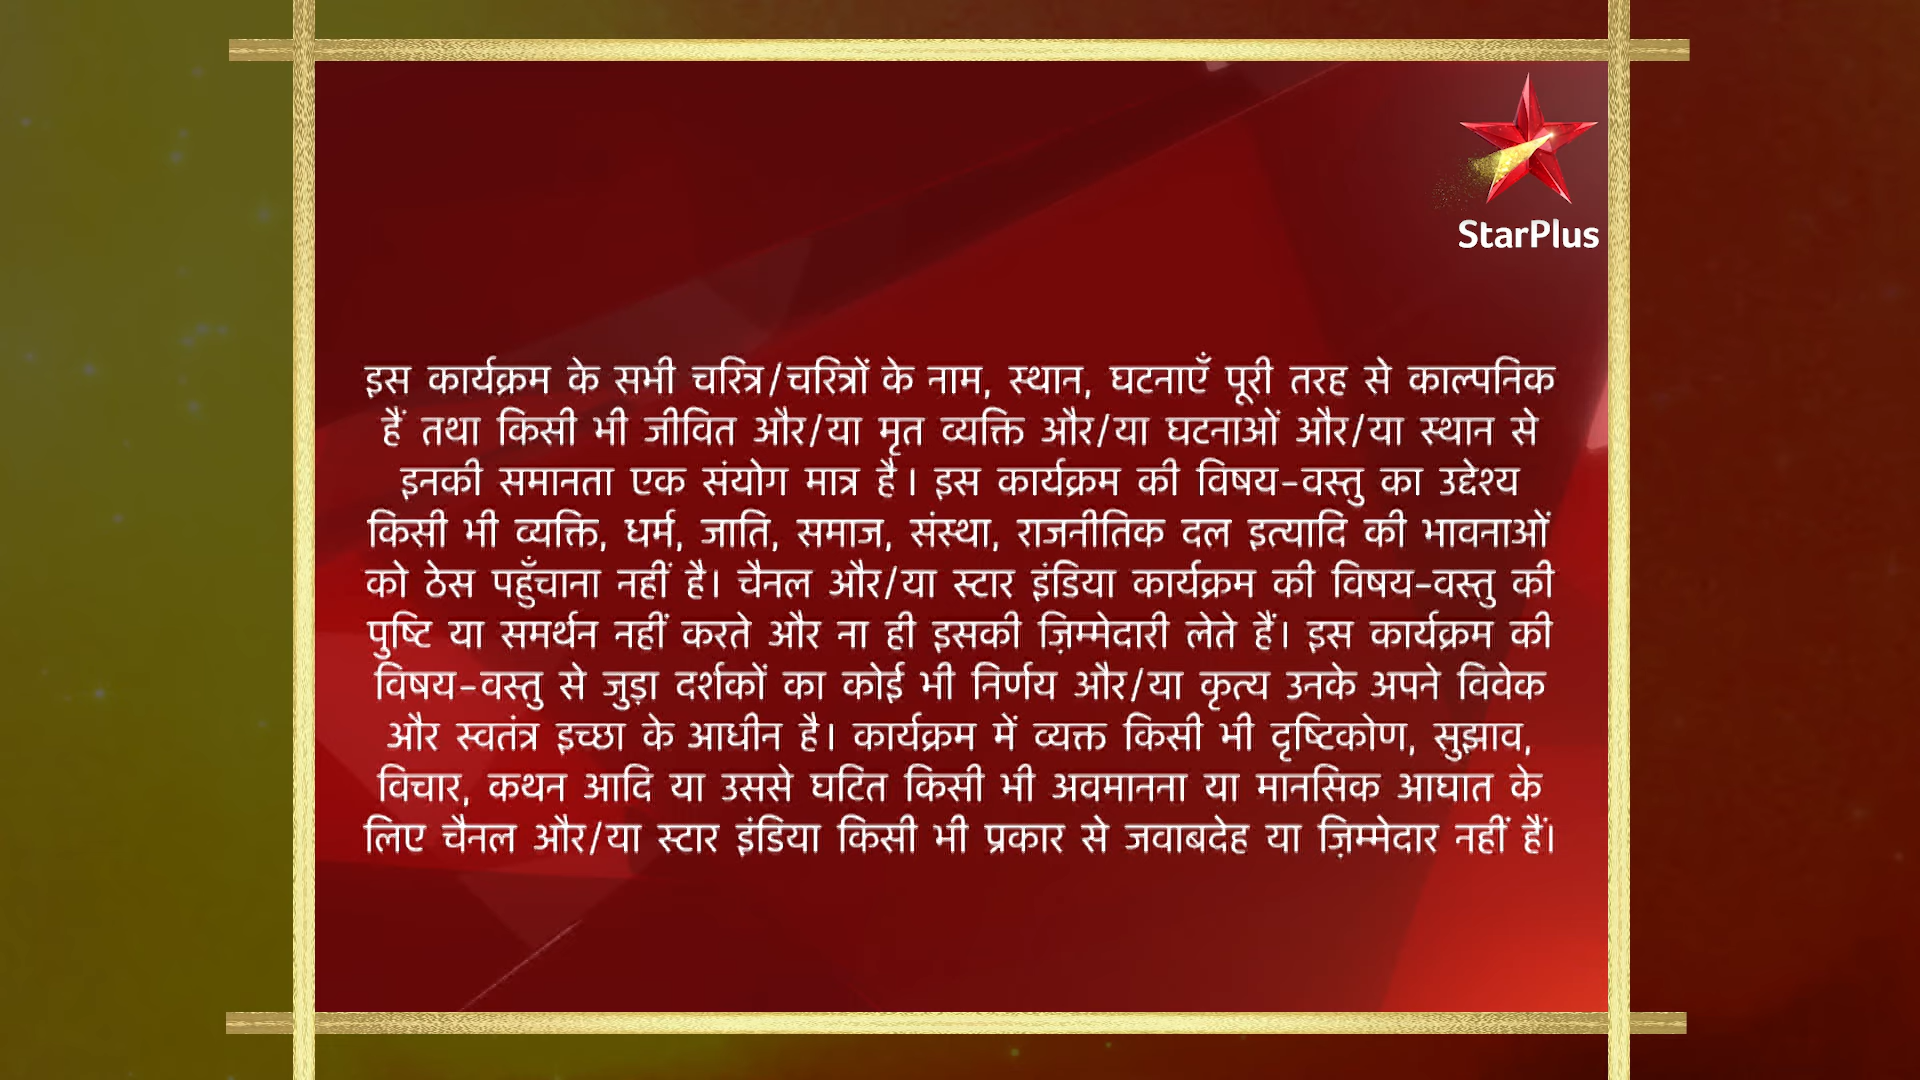 StarPlus
इस कार्यक्रम के सभी चरित्र/चरित्रों के नाम, स्थान, घटनाएँ पूरी तरह से काल्पनिक
हैं तथा किसी भी जीवित और/या मृत व्यक्ति और/या घटनाओं और/या स्थान से
इनकी समानता एक संयोग मात्र है। इस कार्यक्रम की विषय-वस्तु का उद्देश्य
किसी भी व्यक्ति, धर्म, जाति, समाज, संस्था, राजनीतिक दल इत्यादि की भावनाओं
को ठेस पहुँचाना नहीं है। चैनल और/या स्टार इंडिया कार्यक्रम की विषय-वस्तु की
पुष्टि या समर्थन नहीं करते और ना ही इसकी ज़िम्मेदारी लेते हैं। इस कार्यक्रम की
विषय-वस्तु से जुड़ा दर्शकों का कोई भी निर्णय और/या कृत्य उनके अपने विवेक
और स्वतंत्र इच्छा के आधीन है। कार्यक्रम में व्यक्त किसी भी दृष्टिकोण, सुझाव,
विचार, कथन आदि या उससे घटित किसी भी अवमानना या मानसिक आघात के
लिए चैनल और/या स्टार इंडिया किसी भी प्रकार से जवाबदेह या ज़िम्मेदार नहीं हैं।